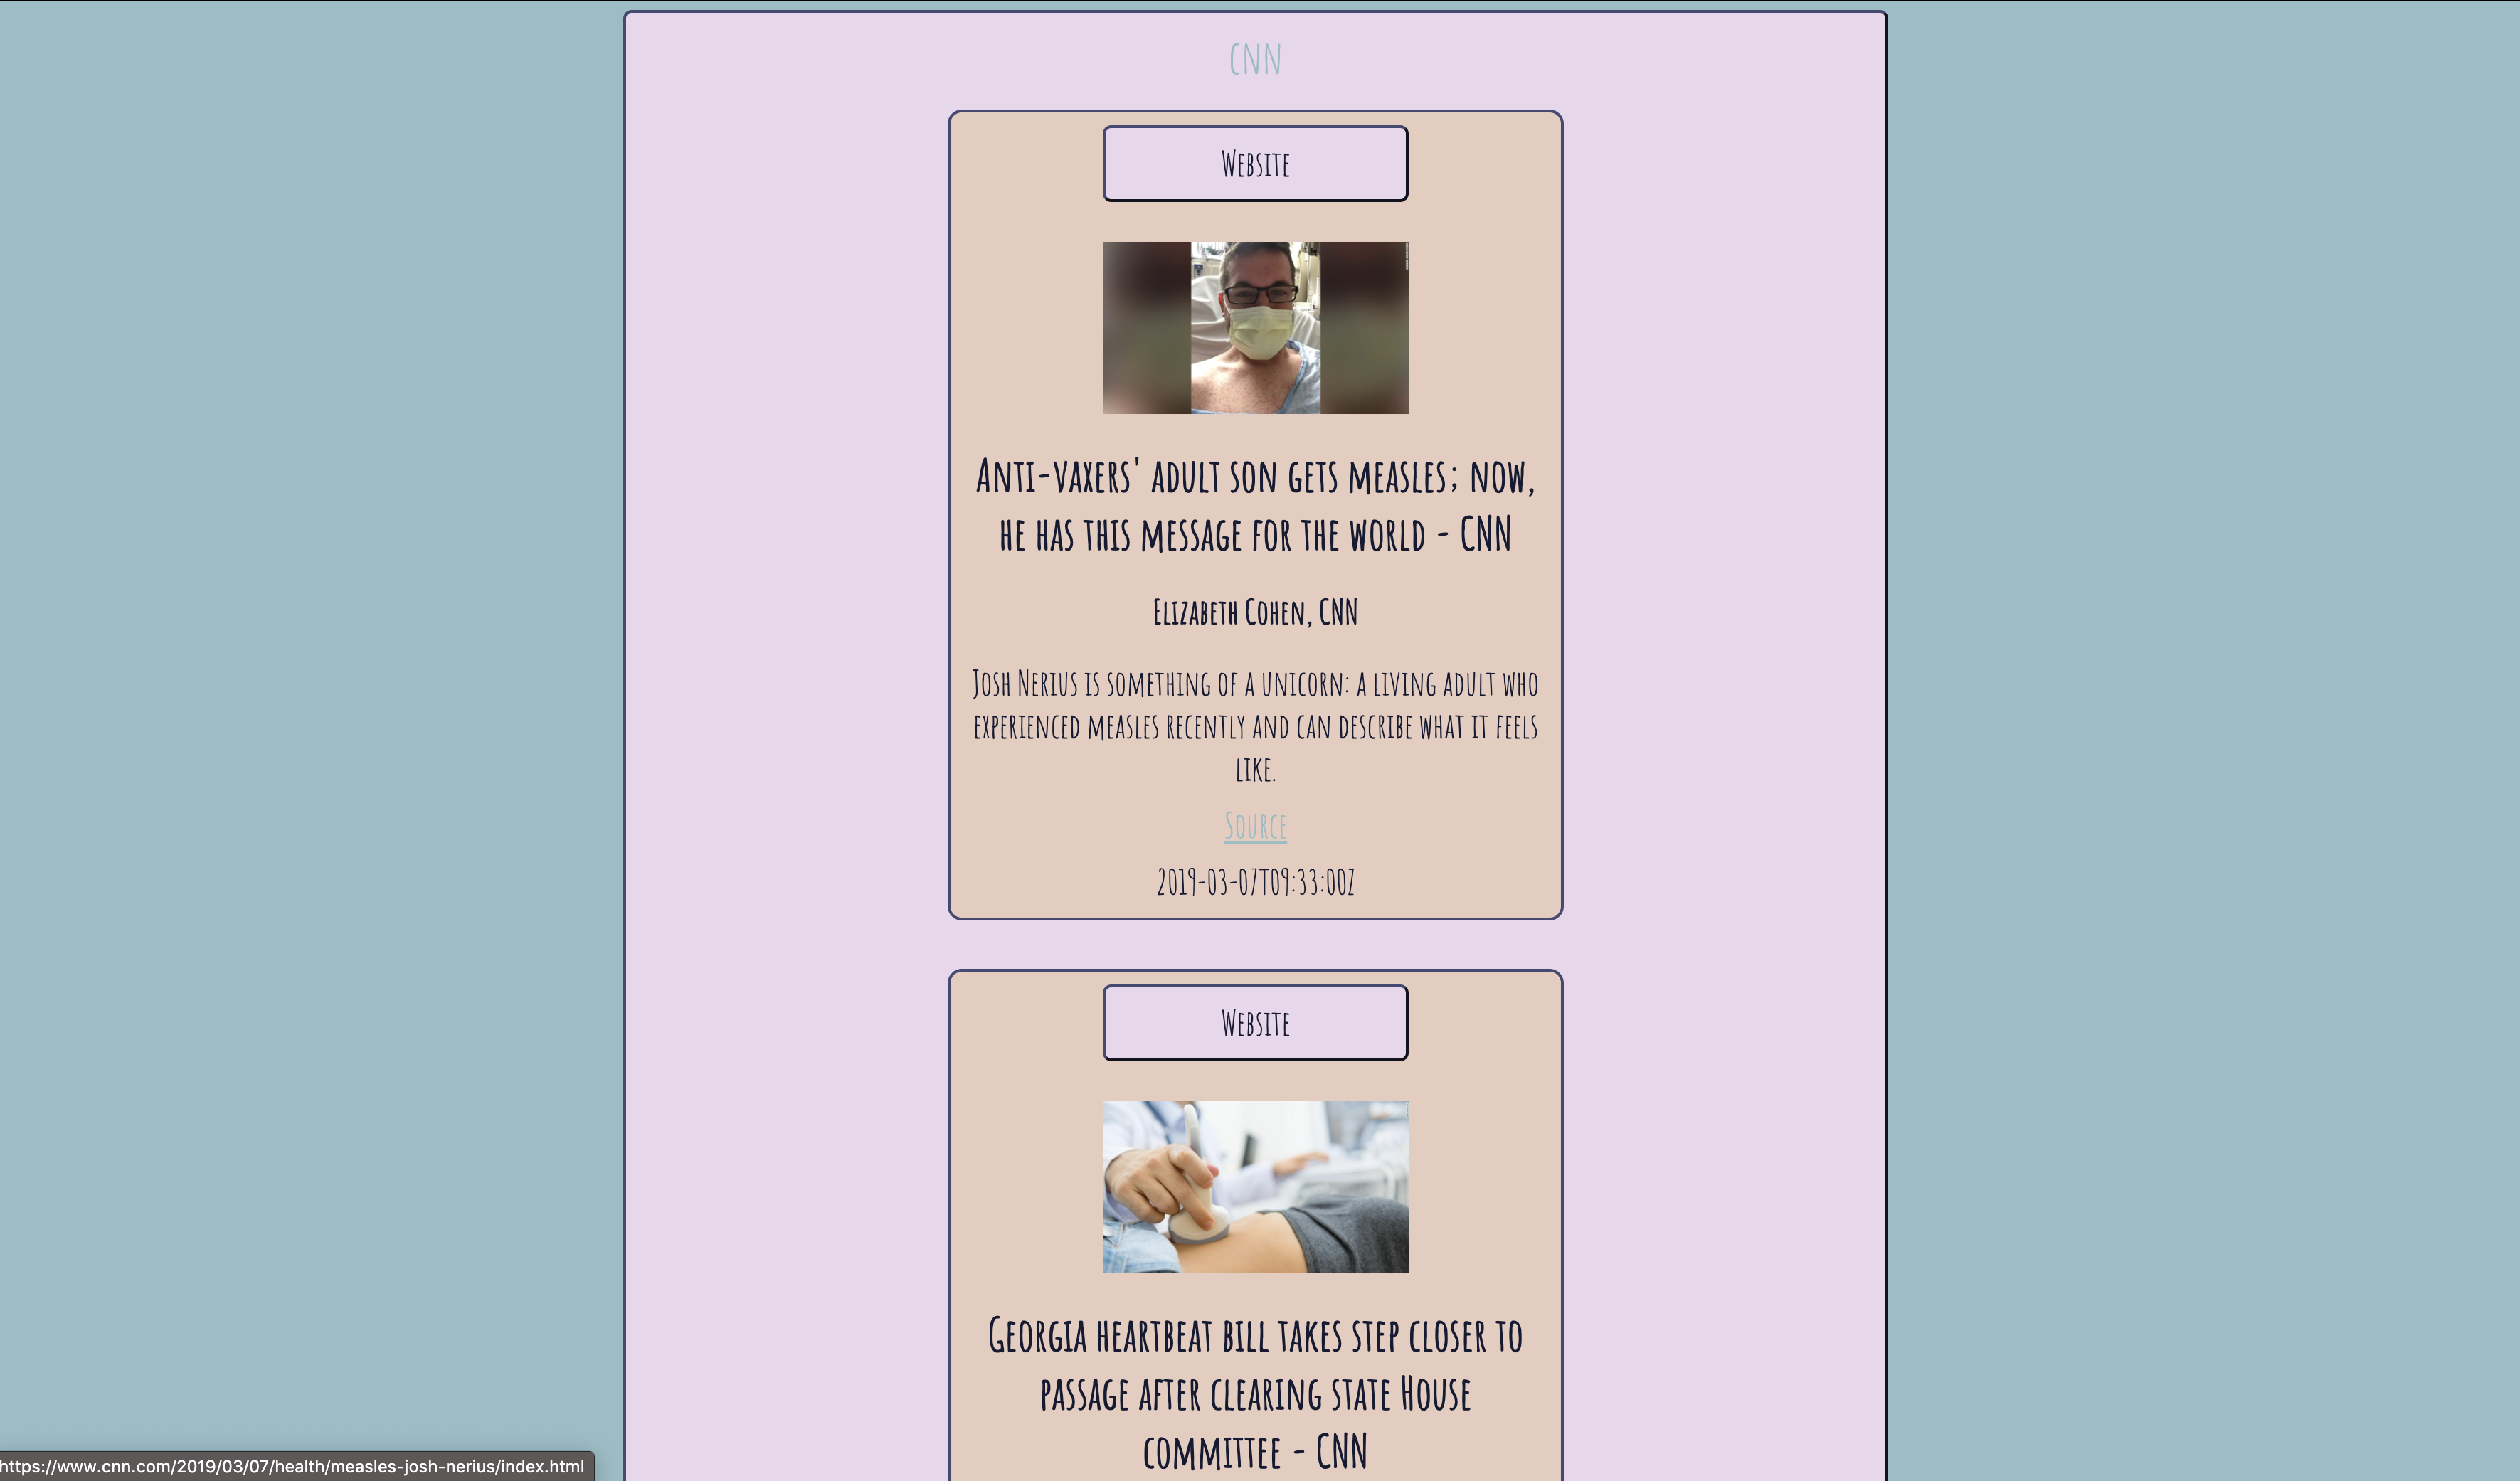 CNN
Website
Anti-vaxers' adult son gets measles; now,
he has this message for the world - CNN
Elizabeth Cohen, CNN
Josh Nerius is something of a unicorn: a living adult who
experienced measles recently and can describe what it feels
like.
Source
2019-03-07T09:33:00Z
Website
Georgia heartbeat bill takes step closer to
passage after clearing state House
committee - CNN
https://www.cnn.com/2019/03/07/health/measles-josh-nerius/index.html